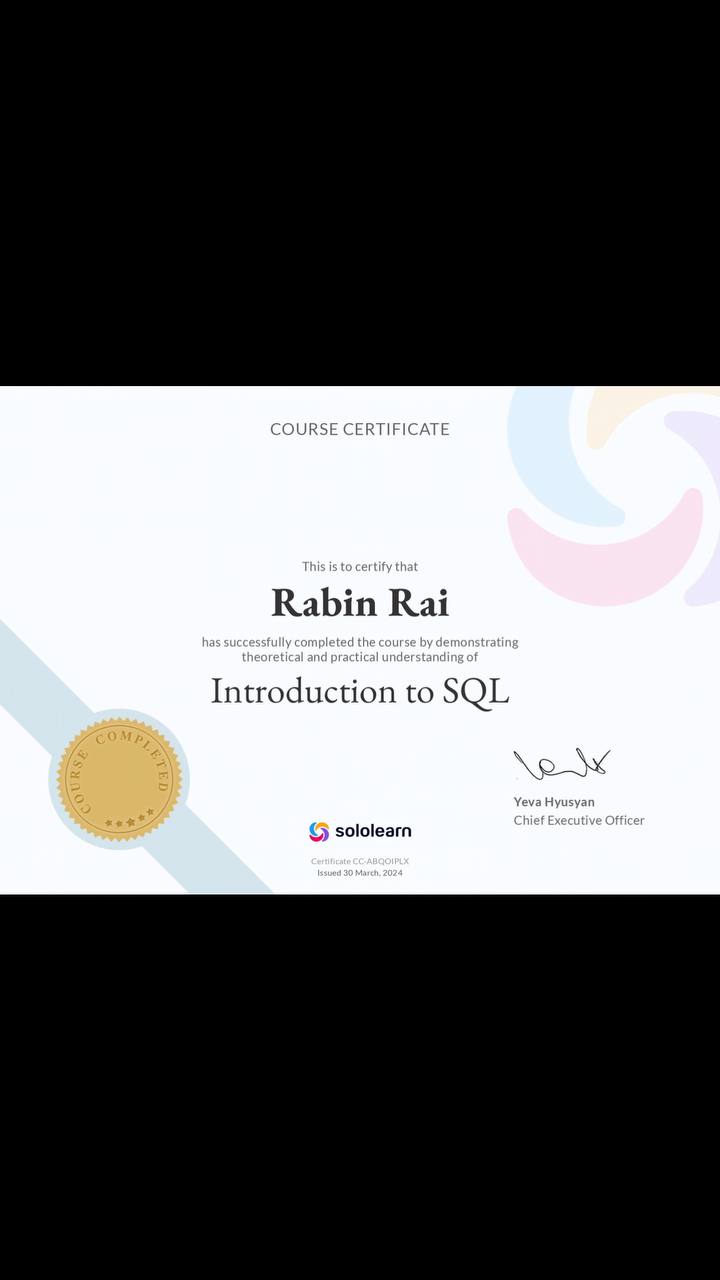 COURSE CERTIFICATE
This is to certify that
Rabin Rai
has successfully completed the course by demonstrating
theoretical and practical understanding of
Introduction to SQL
COURSE COMPLETED
Yeva Hyusyan
Chief Executive Officer
sololearn
Certificate CC-ABQOIPLX
Issued 30 March, 2024